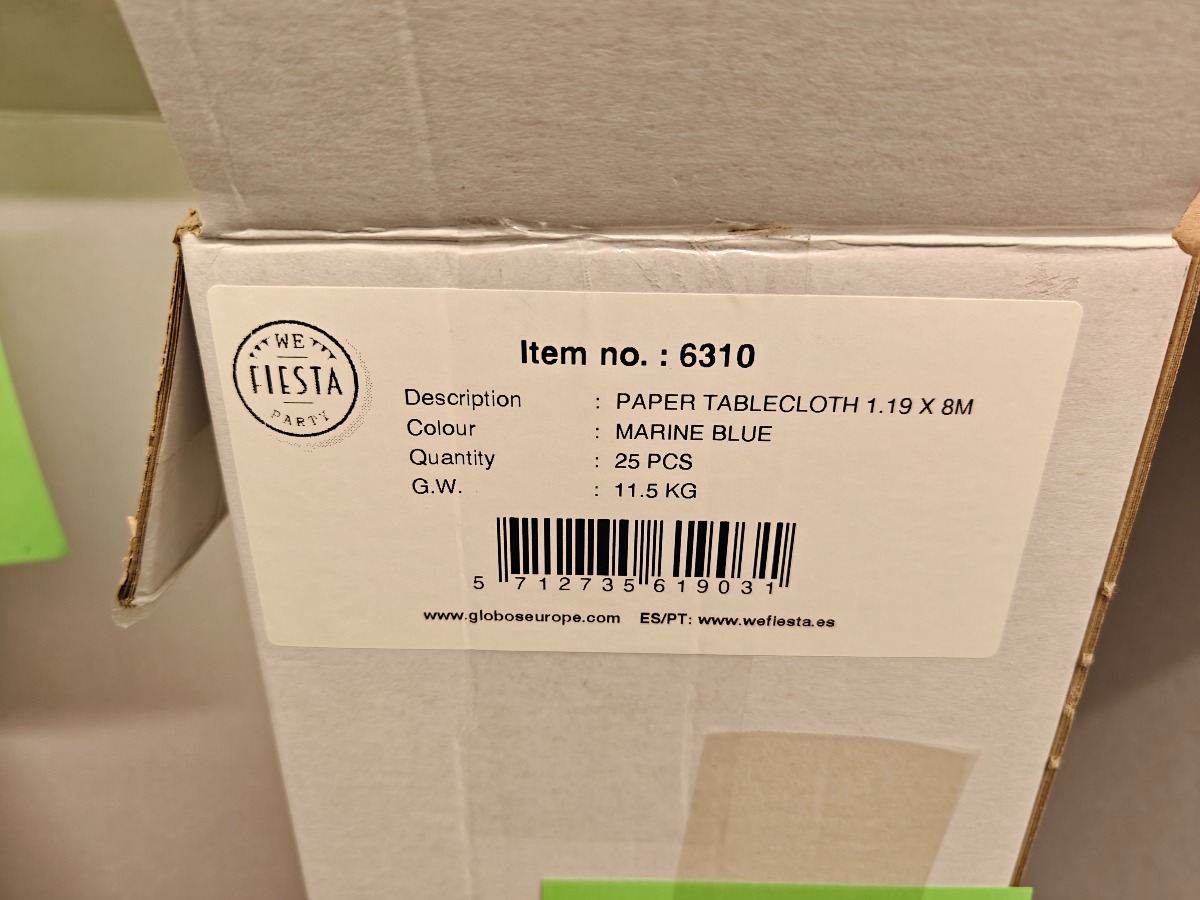 WE
FIESTA
PARTY
Item no. : 6310
Description : PAPER TABLECLOTH 1.19 X 8M
Colour : MARINE BLUE
Quantity : 25 PCS
G.W. : 11.5 KG
5 712735 619031
www.globoseurope.com ES/PT: www.wefiesta.es